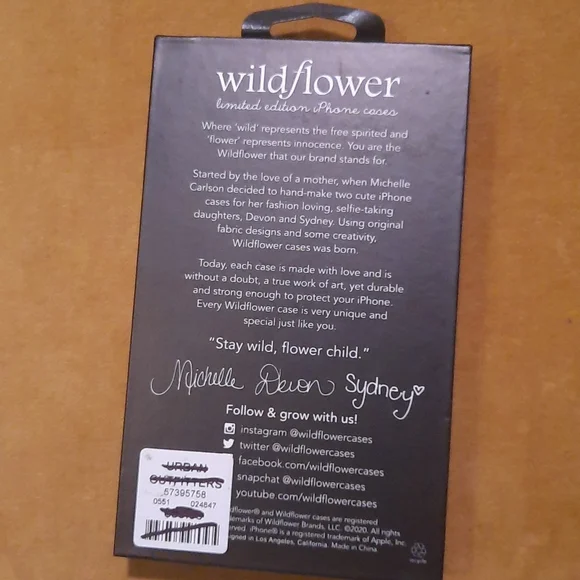 wildflower
limited edition iPhone cases
Where 'wild' represents the free spirited and
'flower' represents innocence. You are the
Wildflower that our brand stands for.
Started by the love of a mother, when Michelle
Carlson decided to hand-make two cute iPhone
cases for her fashion loving, selfie-taking
daughters, Devon and Sydney. Using original
fabric designs and some creativity,
Wildflower cases was born.
Today, each case is made with love and is
without a doubt, a true work of art, yet durable
and strong enough to protect your iPhone.
Every Wildflower case is very unique and
special just like you.
"Stay wild, flower child."
Michelle Devon Sydney
Follow & grow with us!
instagram @wildflowercases
twitter @wildflowercases
facebook.com/wildflowercases
snapchat @wildflowercases
youtube.com/wildflowercases
URBAN
OUTFITTERS
57395758
0551 024647
and Wildflower cases are registered
of Wildflower Brands, LLC. ©2020. All rights
iPhone® is a registered trademark of Apple, Inc.
in Los Angeles, California. Made in China.